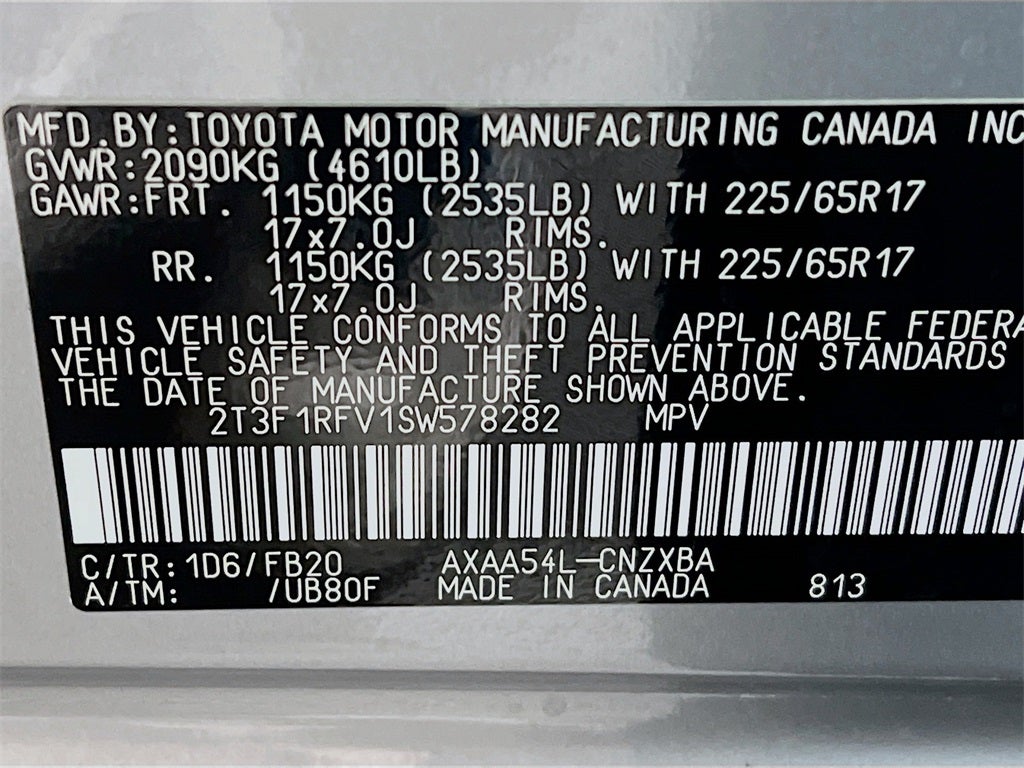 MFD.BY:TOYOTA MOTOR MANUFACTURING CANADA INC
GVWR:2090KG (4610LB)
GAWR:FRT. 1150KG (2535LB) WITH 225/65R17
17x7.0J RIMS.
RR. 1150KG (2535LB) WITH 225/65R17
17x7.0J RIMS.
THIS VEHICLE CONFORMS TO ALL APPLICABLE FEDERA
VEHICLE SAFETY AND THEFT PREVENTION STANDARDS
THE DATE OF MANUFACTURE SHOWN ABOVE.
2T3F1RFV1SW578282 MPV
C/TR:1D6/FB20 AXAA54L-CNZXBA
A/TM: /UB80F MADE IN CANADA 813